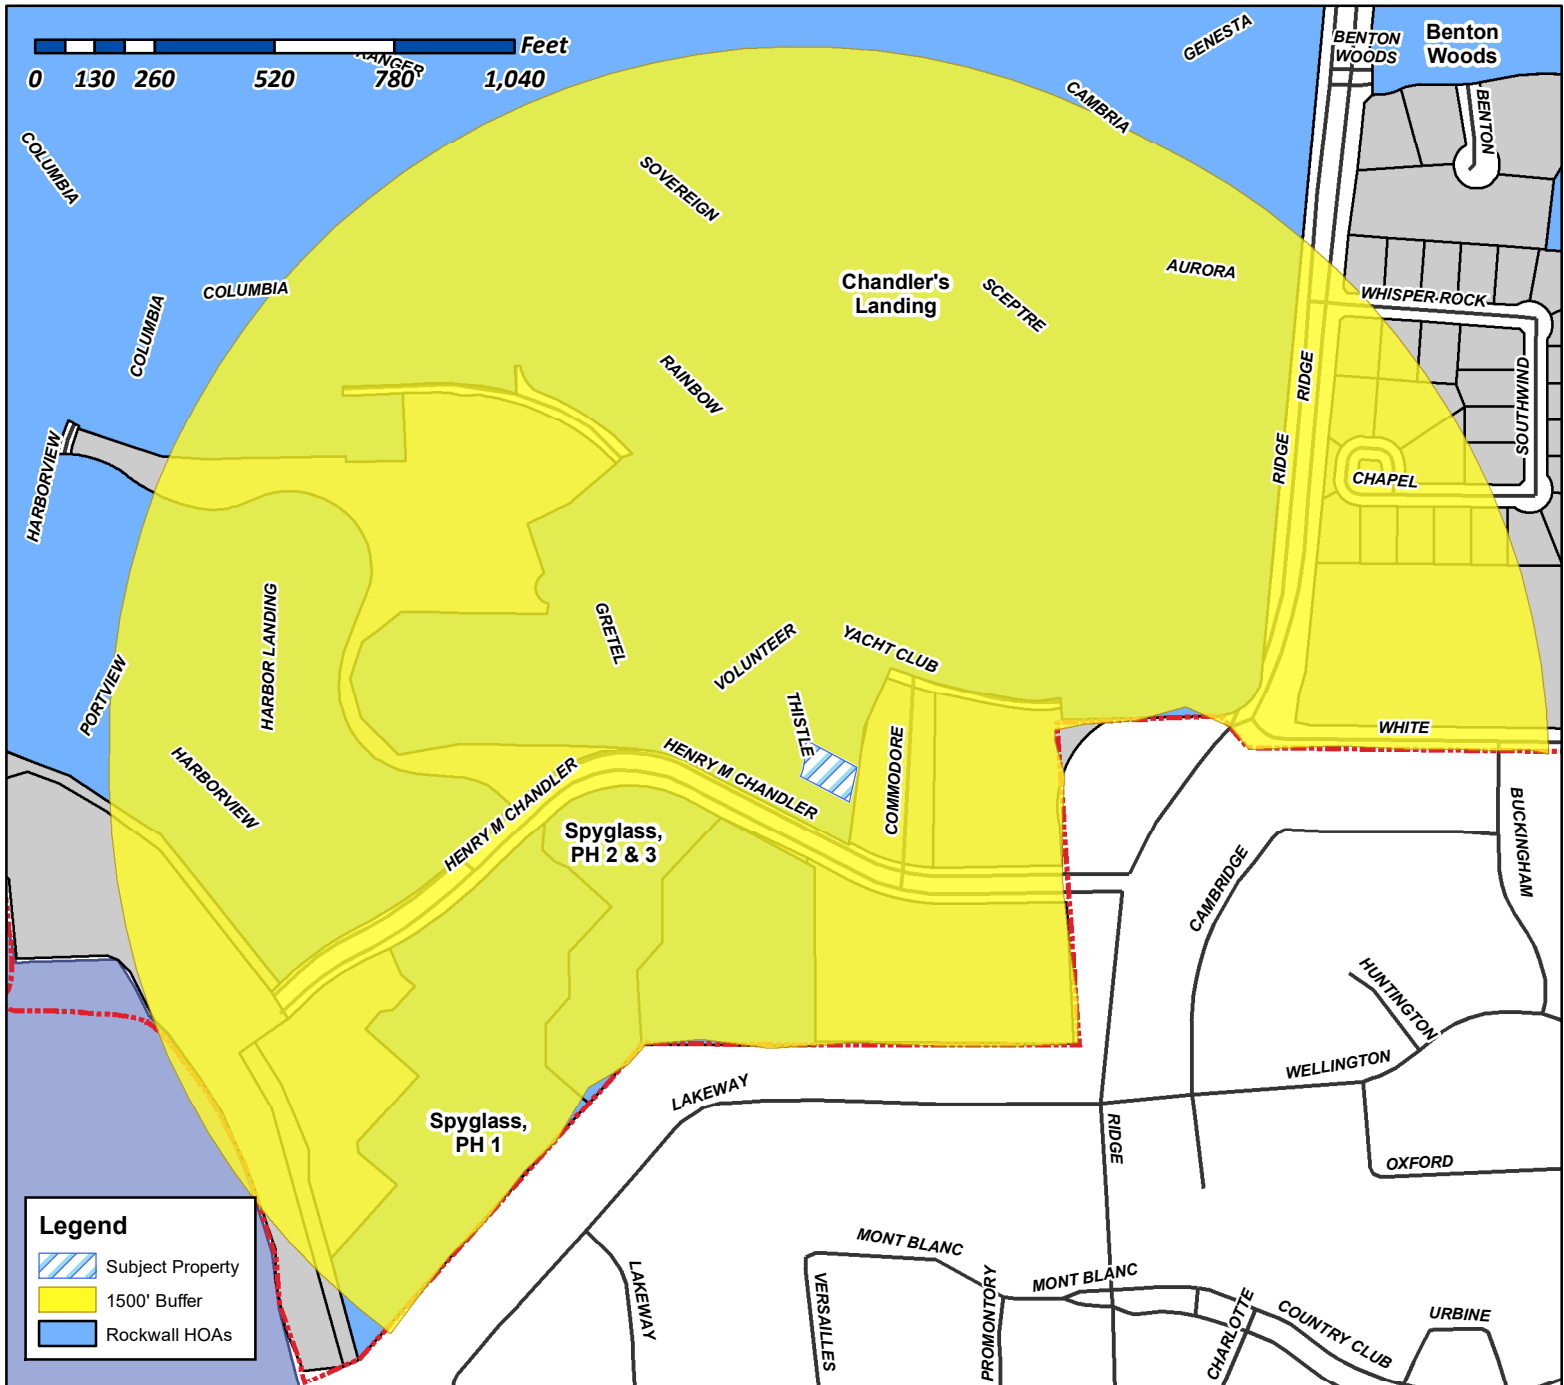 Feet
0 130 260 520 780 1,040
RANGER
GENESTA
BENTON
WOODS
Benton
Woods
BENTON
CAMBRIA
COLUMBIA
SOVEREIGN
COLUMBIA
COLUMBIA
Chandler's
Landing
SCEPTRE
AURORA
WHISPER ROCK
RAINBOW
RIDGE
RIDGE
SOUTHWIND
CHAPEL
HARBORVIEW
HARBOR LANDING
GRETEL
VOLUNTEER
YACHT CLUB
PORTVIEW
THISTLE
WHITE
HARBORVIEW
HENRY M CHANDLER
HENRY M CHANDLER
COMMODORE
BUCKINGHAM
Spyglass,
PH 2 & 3
CAMBRIDGE
HUNTINGTON
WELLINGTON
LAKEWAY
Spyglass,
PH 1
RIDGE
OXFORD
MONT BLANC
MONT BLANC
LAKEWAY
VERSAILLES
PROMONTORY
CHARLOTTE
COUNTRY CLUB
URBINE
Legend
Subject Property
1500' Buffer
Rockwall HOAs